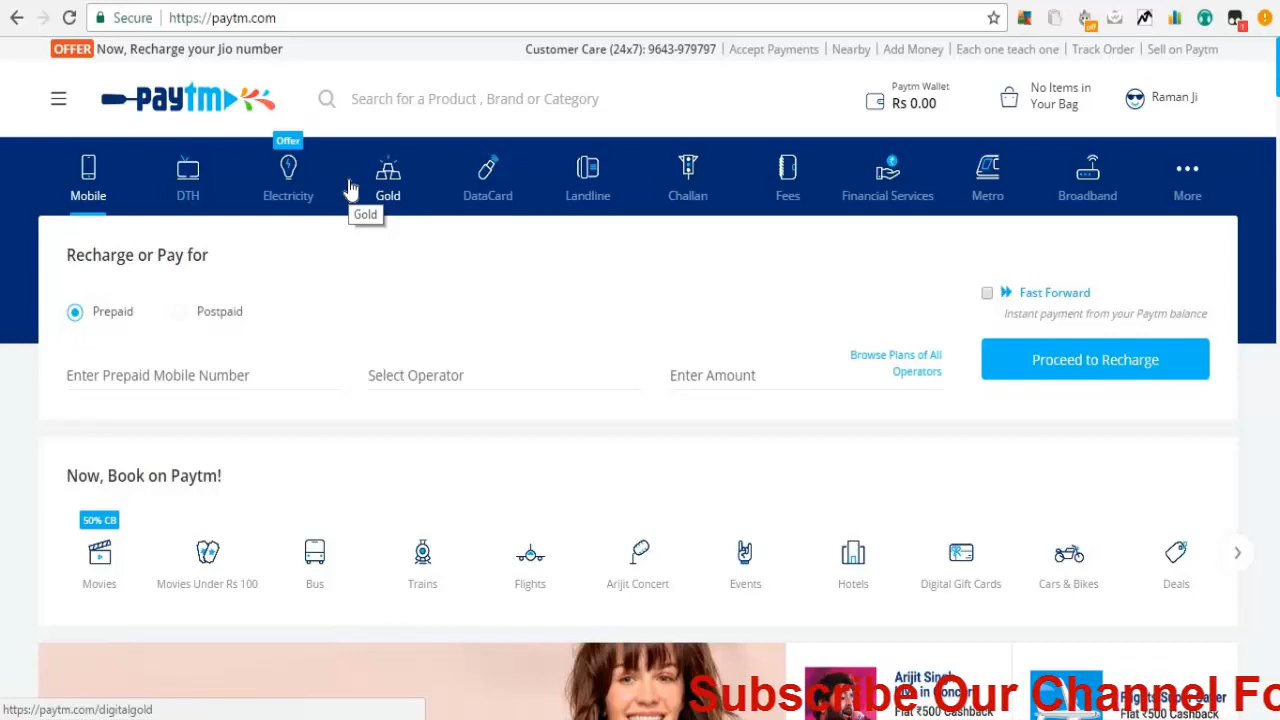 Secure https://paytm.com
off
1
OFFER Now, Recharge your Jio number
Customer Care (24x7): 9643-979797 | Accept Payments | Nearby | Add Money | Each one teach one | Track Order | Sell on Paytm
paytm
Search for a Product , Brand or Category
Paytm Wallet
Rs 0.00
No Items in
Your Bag
Raman Ji
Offer
Mobile DTH Electricity Gold DataCard Landline Challan Fees Financial Services Metro Broadband More
Gold
Recharge or Pay for
Prepaid Postpaid
Fast Forward
Instant payment from your Paytm balance
Enter Prepaid Mobile Number Select Operator Enter Amount
Browse Plans of All
Operators
Proceed to Recharge
Now, Book on Paytm!
50% CB
Movies Movies Under Rs 100 Bus Trains Flights Arijit Concert Events Hotels Digital Gift Cards Cars & Bikes Deals
Arijit Singh
in Concert
Flat ₹500 Cashback
Flat ₹500 Cashback
Subscribe Our Channel Fo
https://paytm.com/digitalgold